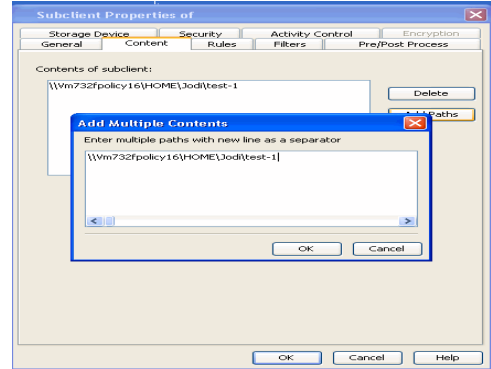 Subclient Properties of
Storage Device Security Activity Control Encryption
General Content Rules Filters Pre/Post Process
Contents of subclient:
\\Vm732fpolicy16\HOME\Jodi\test-1
Delete
Add Paths
Add Multiple Contents
Enter multiple paths with new line as a separator
\\Vm732fpolicy16\HOME\Jodi\test-1
OK Cancel
OK Cancel Help